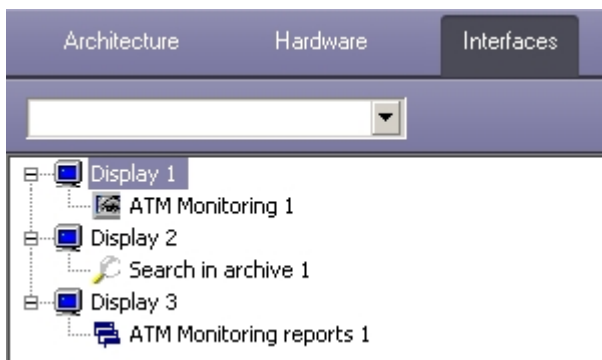 Architecture Hardware Interfaces
Display 1
ATM Monitoring 1
Display 2
Search in archive 1
Display 3
ATM Monitoring reports 1